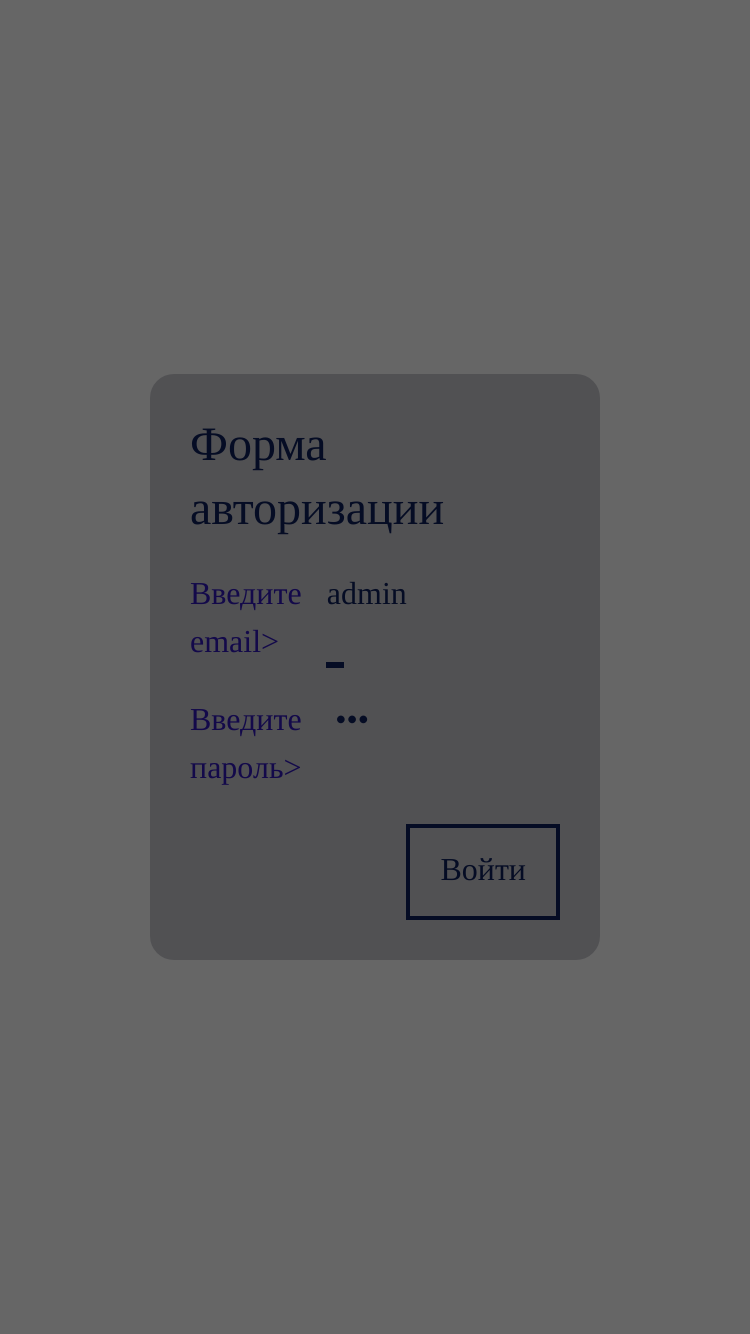 Форма
авторизации
Введите admin
email>
Введите •••
пароль>
Войти